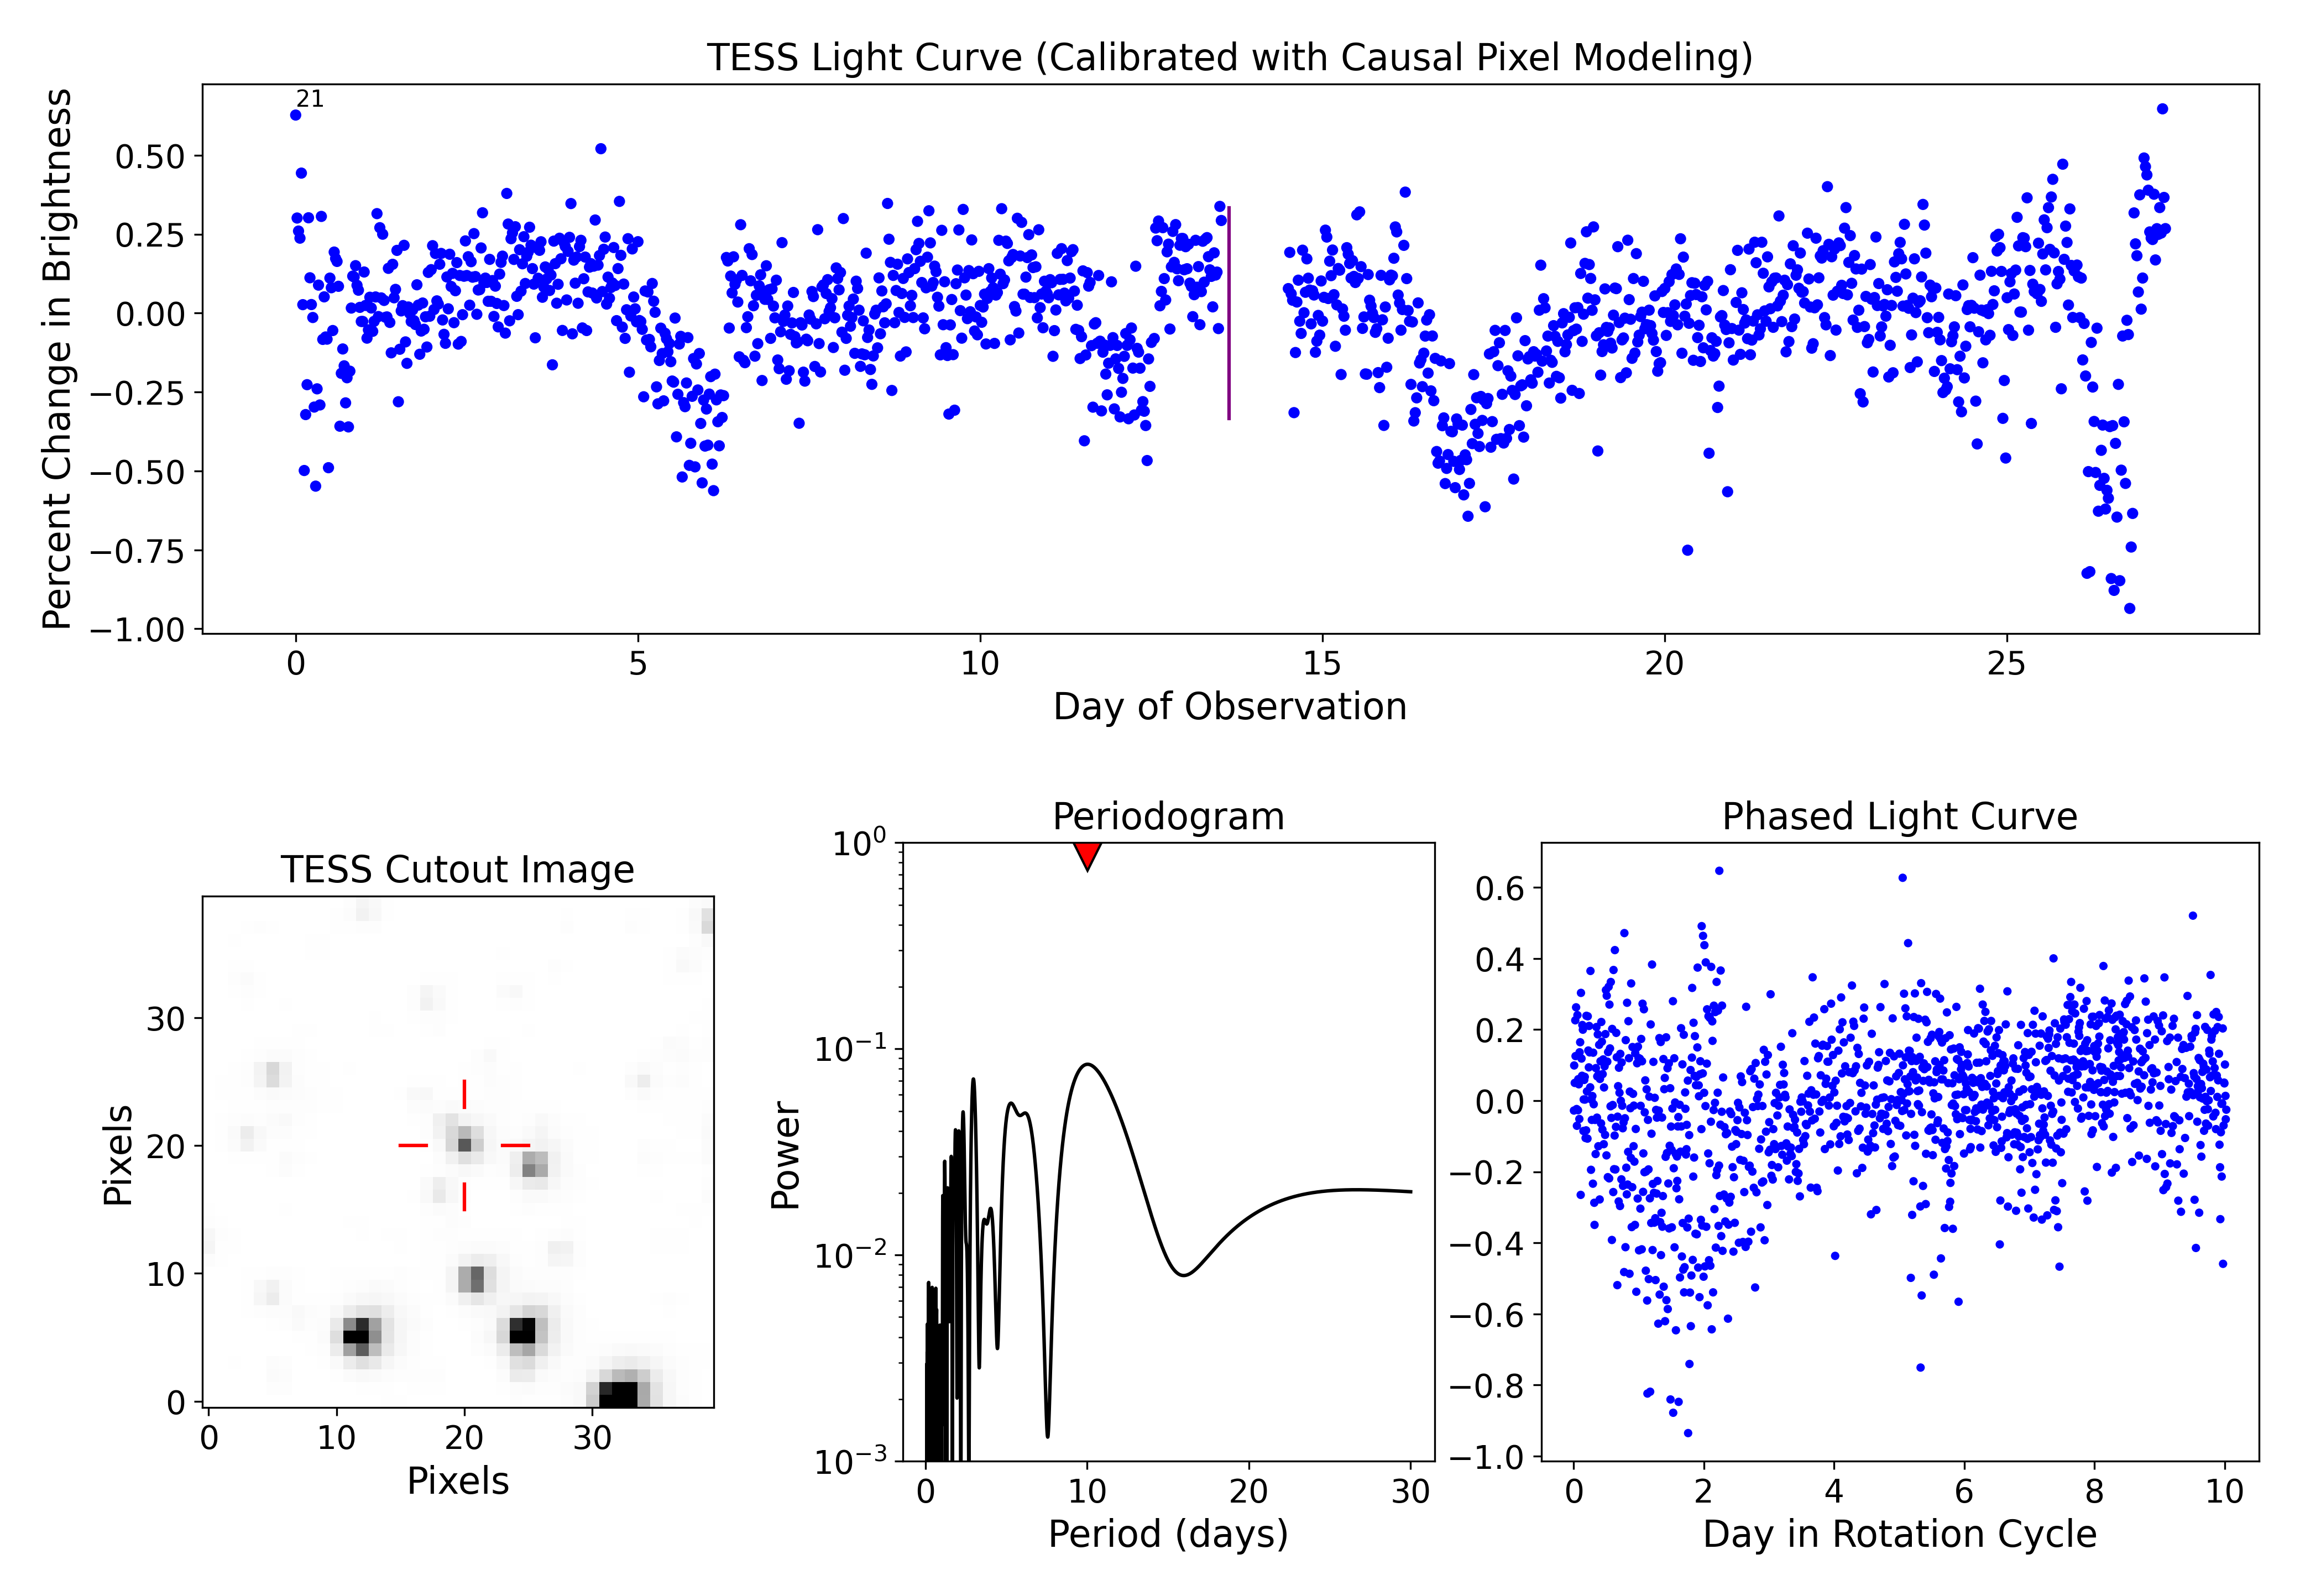 TESS Light Curve (Calibrated with Causal Pixel Modeling)
21
Percent Change in Brightness
0.50
0.25
0.00
−0.25
−0.50
−0.75
−1.00
0 5 10 15 20 25
Day of Observation
TESS Cutout Image
Pixels
30
20
10
0
0 10 20 30
Pixels
Periodogram
Power
10^0
10^-1
10^-2
10^-3
0 10 20 30
Period (days)
Phased Light Curve
0.6
0.4
0.2
0.0
−0.2
−0.4
−0.6
−0.8
−1.0
0 2 4 6 8 10
Day in Rotation Cycle